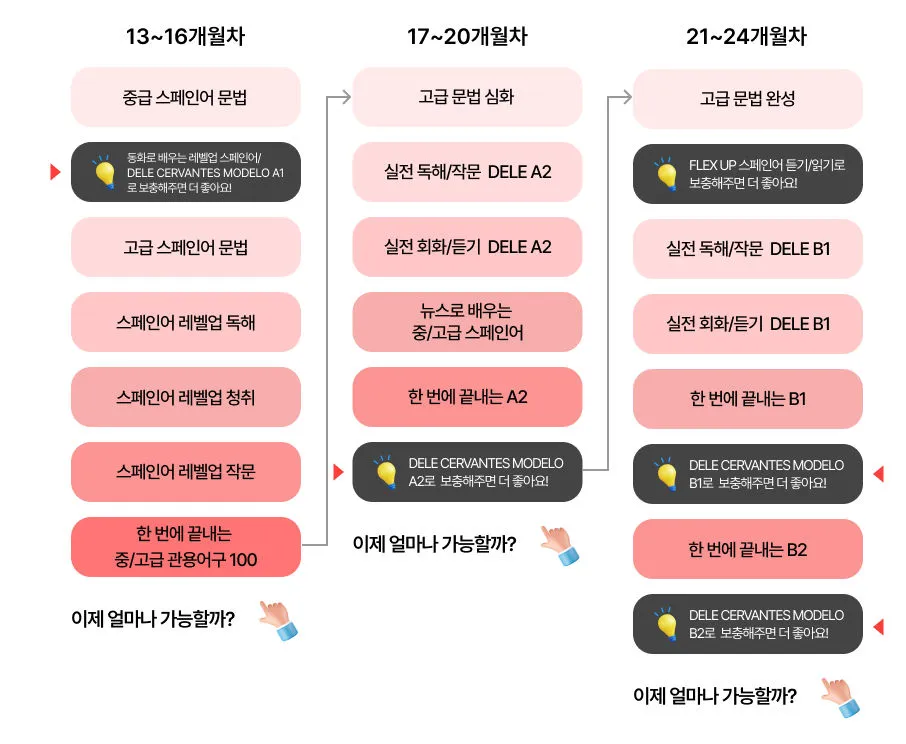 13~16개월차
중급 스페인어 문법
동화로 배우는 레벨업 스페인어/
DELE CERVANTES MODELO A1
로 보충해주면 더 좋아요!
고급 스페인어 문법
스페인어 레벨업 독해
스페인어 레벨업 청취
스페인어 레벨업 작문
한 번에 끝내는
중/고급 관용어구 100
이제 얼마나 가능할까?
17~20개월차
고급 문법 심화
실전 독해/작문 DELE A2
실전 회화/듣기 DELE A2
뉴스로 배우는
중/고급 스페인어
한 번에 끝내는 A2
DELE CERVANTES MODELO
A2로 보충해주면 더 좋아요!
이제 얼마나 가능할까?
21~24개월차
고급 문법 완성
FLEX UP 스페인어 듣기/읽기로
보충해주면 더 좋아요!
실전 독해/작문 DELE B1
실전 회화/듣기 DELE B1
한 번에 끝내는 B1
DELE CERVANTES MODELO
B1로 보충해주면 더 좋아요!
한 번에 끝내는 B2
DELE CERVANTES MODELO
B2로 보충해주면 더 좋아요!
이제 얼마나 가능할까?